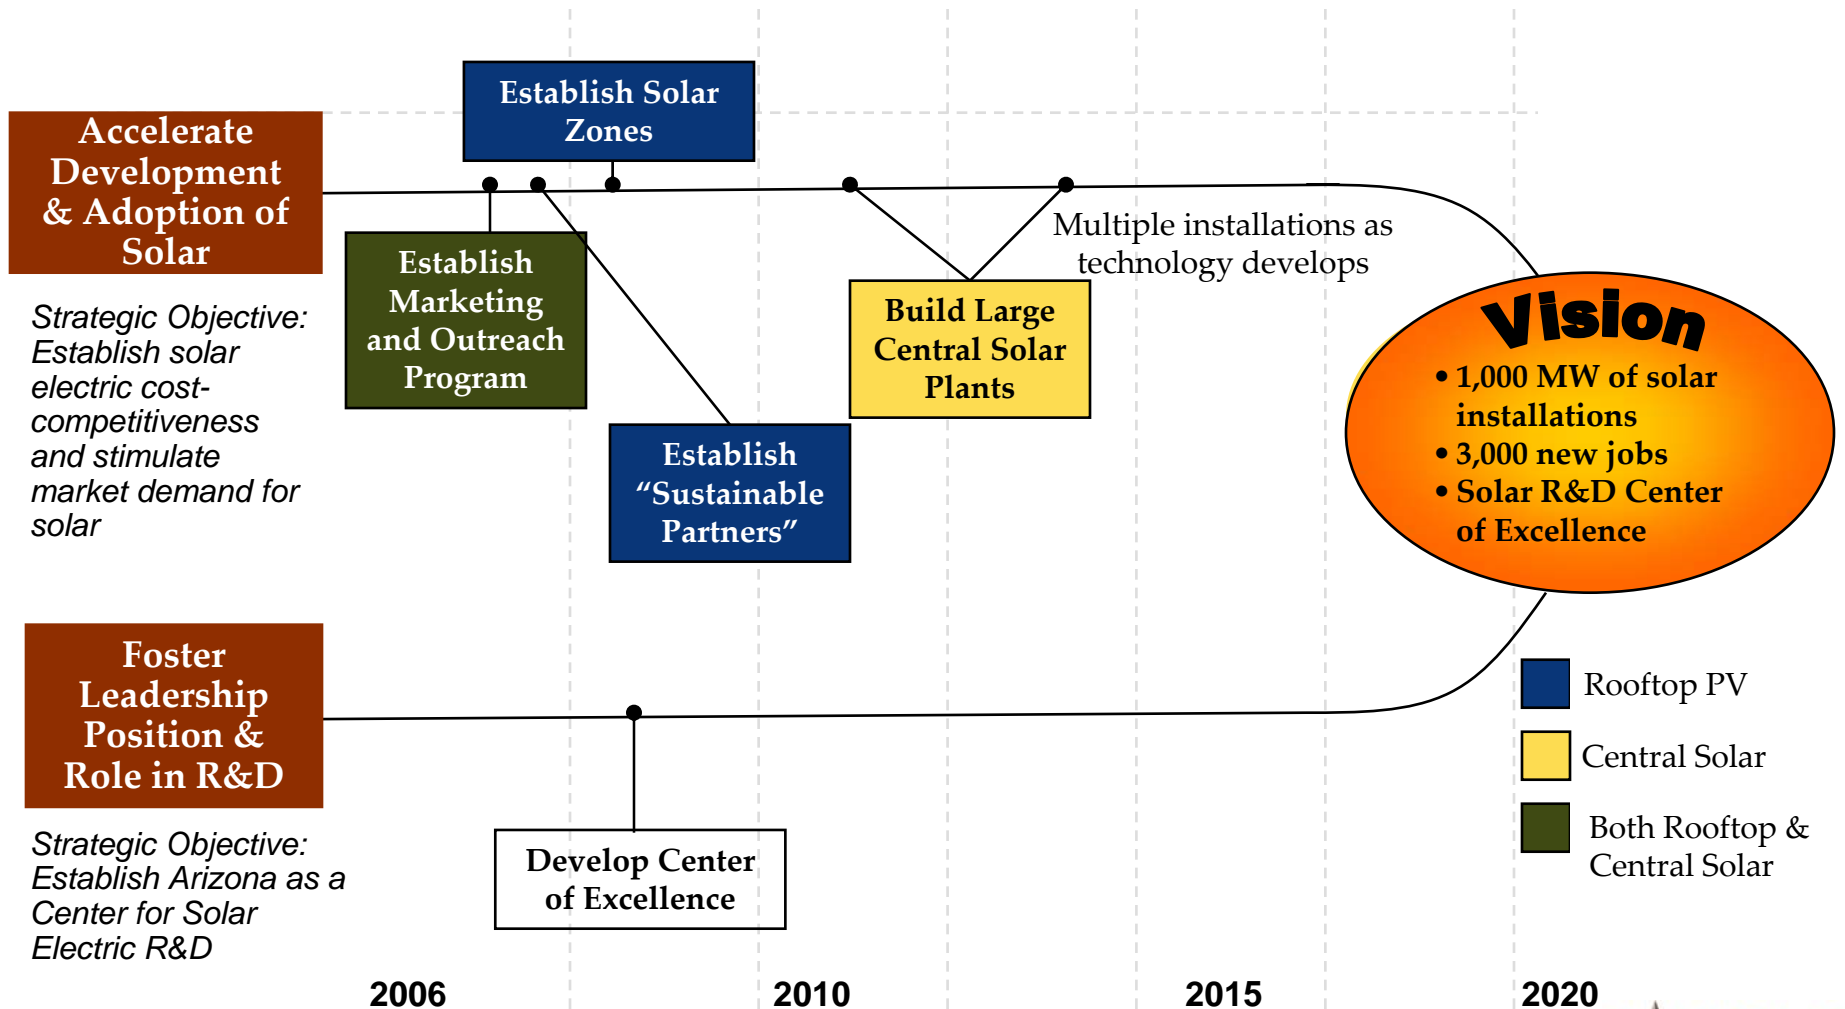 Establish Solar
Zones
Accelerate
Development
& Adoption of
Solar
Multiple installations as
technology develops
Establish
Marketing
and Outreach
Program
Build Large
Central Solar
Plants
Strategic Objective:
Establish solar
electric cost-
competitiveness
and stimulate
market demand for
solar
Establish
“Sustainable
Partners”
Vision
• 1,000 MW of solar
installations
• 3,000 new jobs
• Solar R&D Center
of Excellence
Foster
Leadership
Position &
Role in R&D
Rooftop PV
Central Solar
Both Rooftop &
Central Solar
Strategic Objective:
Establish Arizona as a
Center for Solar
Electric R&D
Develop Center
of Excellence
2006 2010 2015 2020